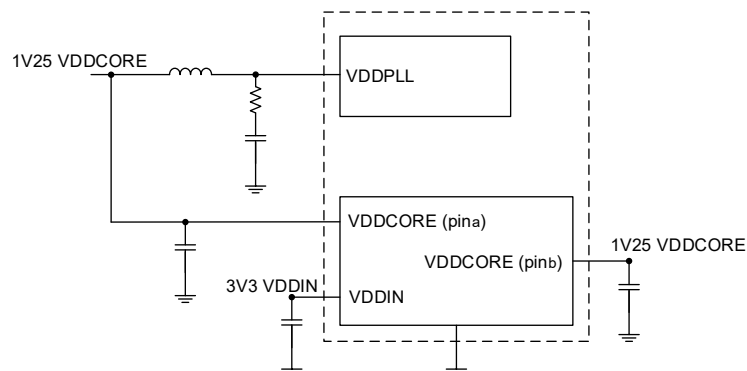 1V25 VDDCORE
VDDPLL
VDDCORE (pina)
1V25 VDDCORE
VDDCORE (pinb)
3V3 VDDIN
VDDIN